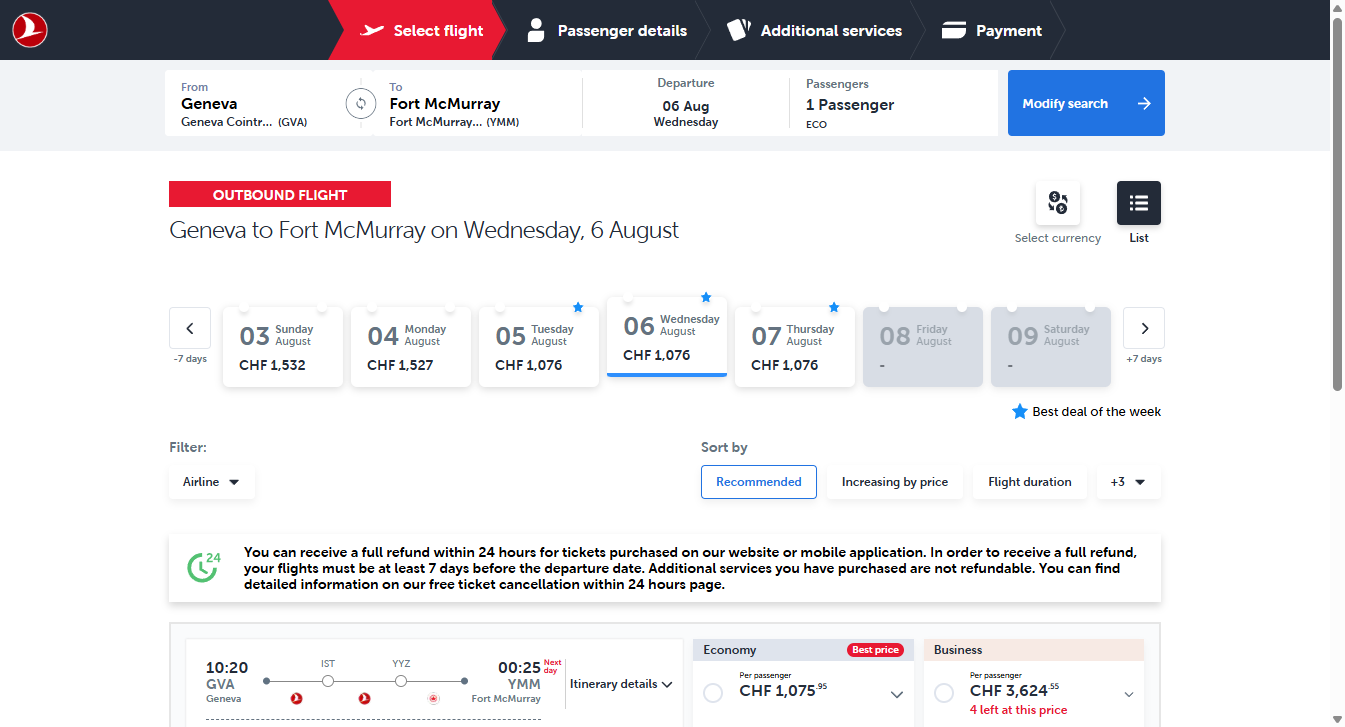 Select flight
Passenger details
Additional services
Payment
From
Geneva
Geneva Cointr... (GVA)
To
Fort McMurray
Fort McMurray... (YMM)
Departure
06 Aug
Wednesday
Passengers
1 Passenger
ECO
Modify search
OUTBOUND FLIGHT
Geneva to Fort McMurray on Wednesday, 6 August
Select currency
List
-7 days
03 Sunday August
CHF 1,532
04 Monday August
CHF 1,527
05 Tuesday August
CHF 1,076
06 Wednesday August
CHF 1,076
07 Thursday August
CHF 1,076
08 Friday August
-
09 Saturday August
-
+7 days
Best deal of the week
Filter:
Airline
Sort by
Recommended
Increasing by price
Flight duration
+3
24
You can receive a full refund within 24 hours for tickets purchased on our website or mobile application. In order to receive a full refund,
your flights must be at least 7 days before the departure date. Additional services you have purchased are not refundable. You can find
detailed information on our free ticket cancellation within 24 hours page.
10:20
GVA
Geneva
IST
YYZ
00:25 Next day
YMM
Fort McMurray
Itinerary details
Economy
Best price
Per passenger
CHF 1,075.95
Business
Per passenger
CHF 3,624.55
4 left at this price